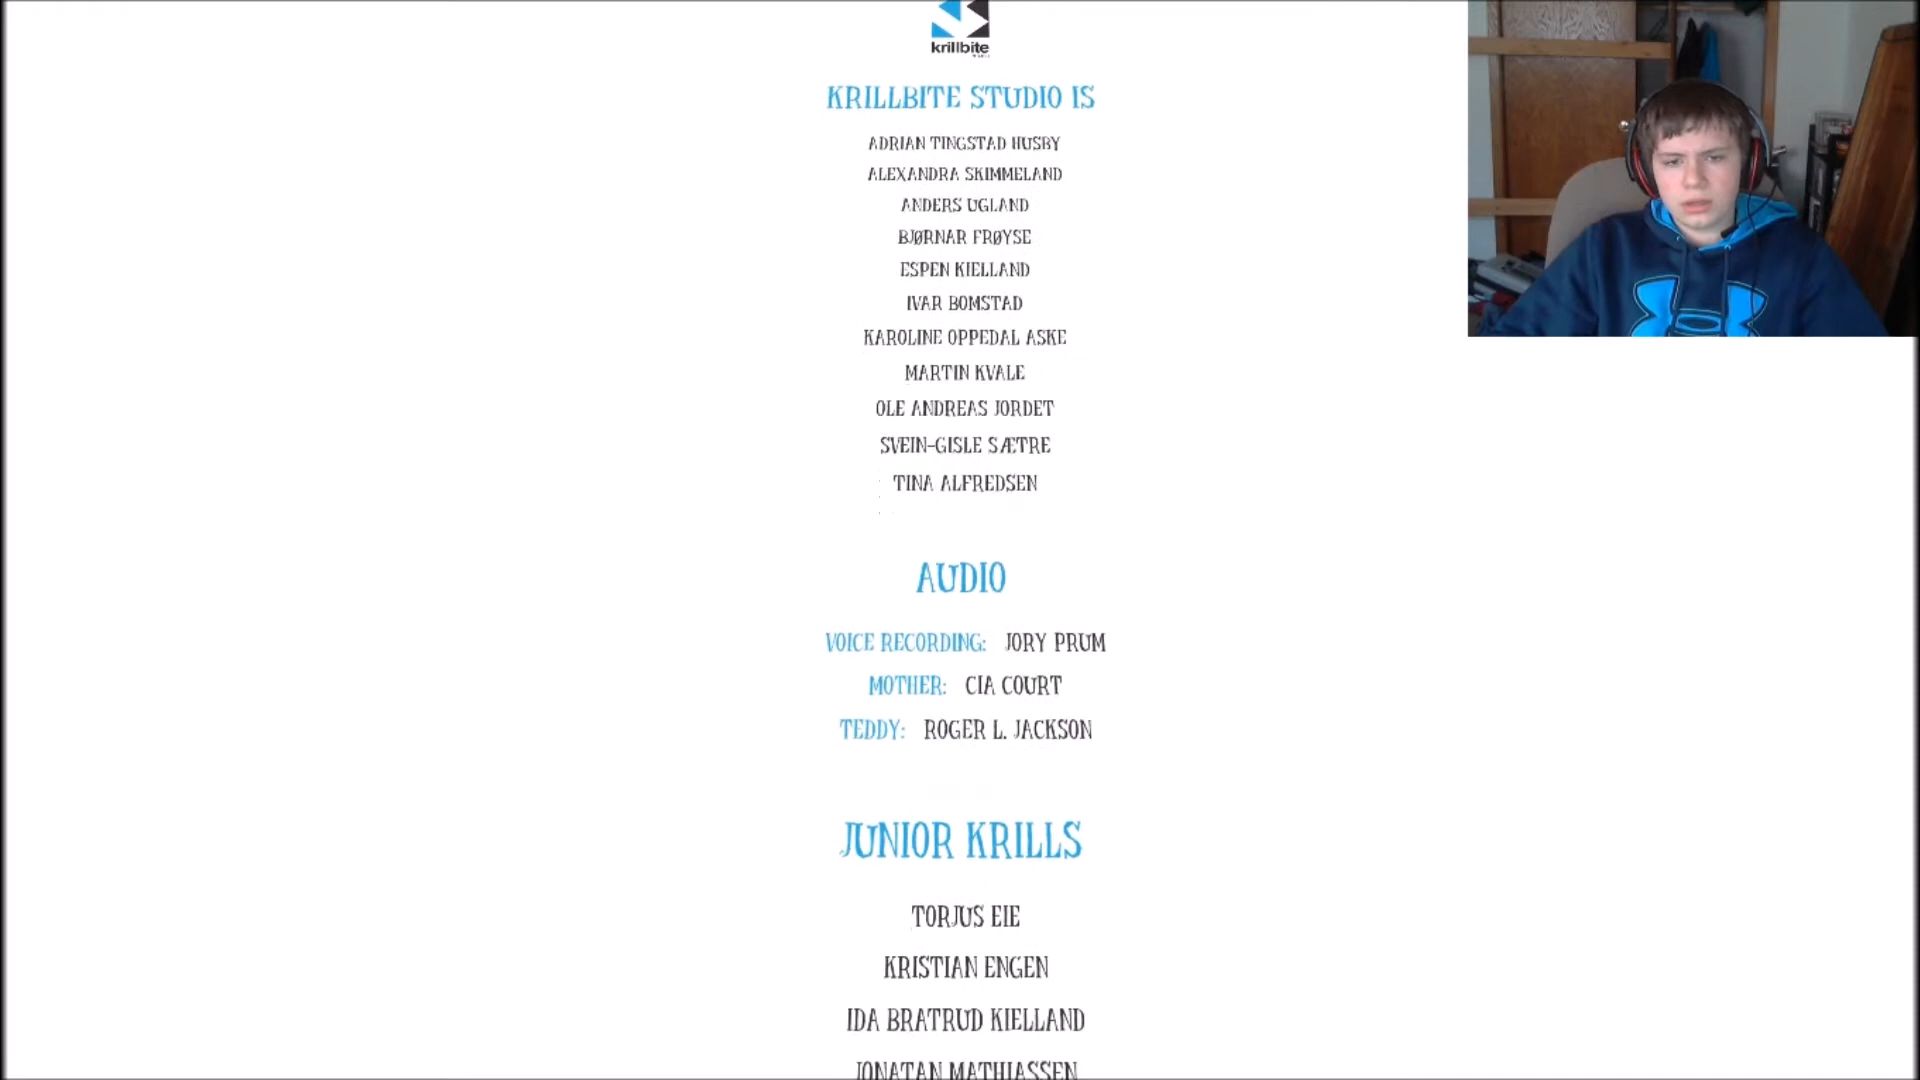 krillbite
KRILLBITE STUDIO IS
ADRIAN TINGSTAD HUSBY
ALEXANDRA SKIMMELAND
ANDERS UGLAND
BJØRNAR FRØYSE
ESPEN KIELLAND
IVAR BOMSTAD
KAROLINE OPPEDAL ASKE
MARTIN KVALE
OLE ANDREAS JORDET
SVEIN-GISLE SÆTRE
TINA ALFREDSEN
AUDIO
VOICE RECORDING: JORY PRUM
MOTHER: CIA COURT
TEDDY: ROGER L. JACKSON
JUNIOR KRILLS
TORJUS EIE
KRISTIAN ENGEN
IDA BRATRUD KIELLAND
JONATAN MATHIASSEN